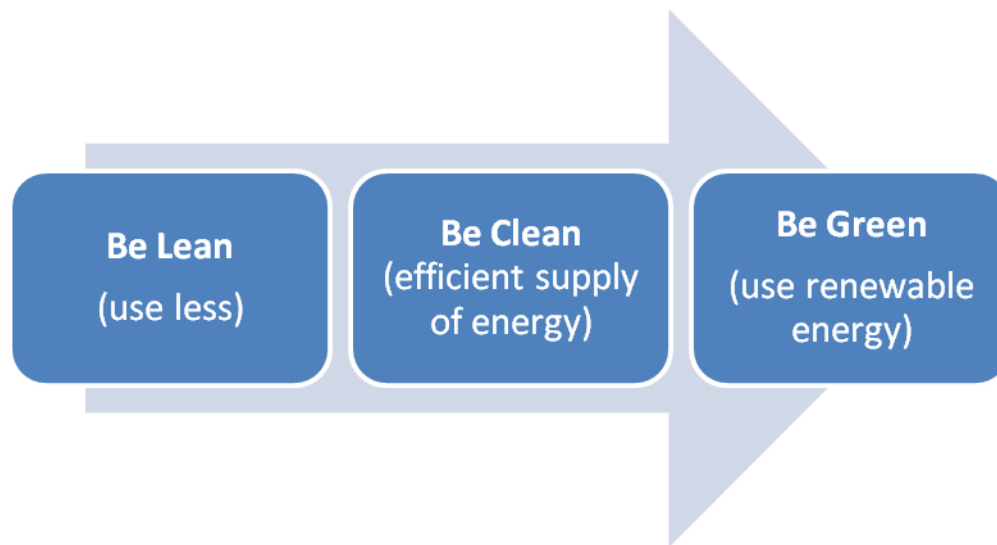 Be Lean
(use less)
Be Clean
(efficient supply
of energy)
Be Green
(use renewable
energy)